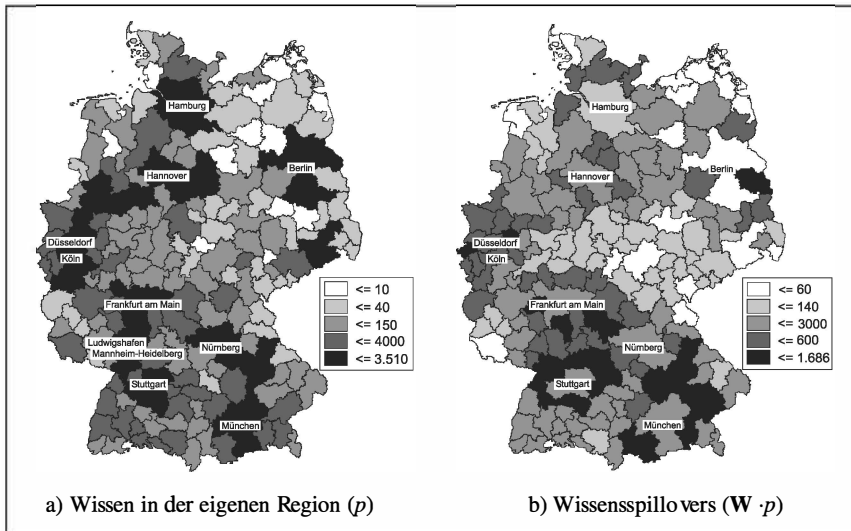 Hamburg
Berlin
Hannover
Düsseldorf
Köln
Frankfurt am Main
Ludwigshafen
Mannheim-Heidelberg
Nürnberg
Stuttgart
München
<= 10
<= 40
<= 150
<= 4000
<= 3.510
a) Wissen in der eigenen Region (p)
Hamburg
Berlin
Hannover
Düsseldorf
Köln
Frankfurt am Main
Nürnberg
Stuttgart
München
<= 60
<= 140
<= 3000
<= 600
<= 1.686
b) Wissensspillovers (W ·p)